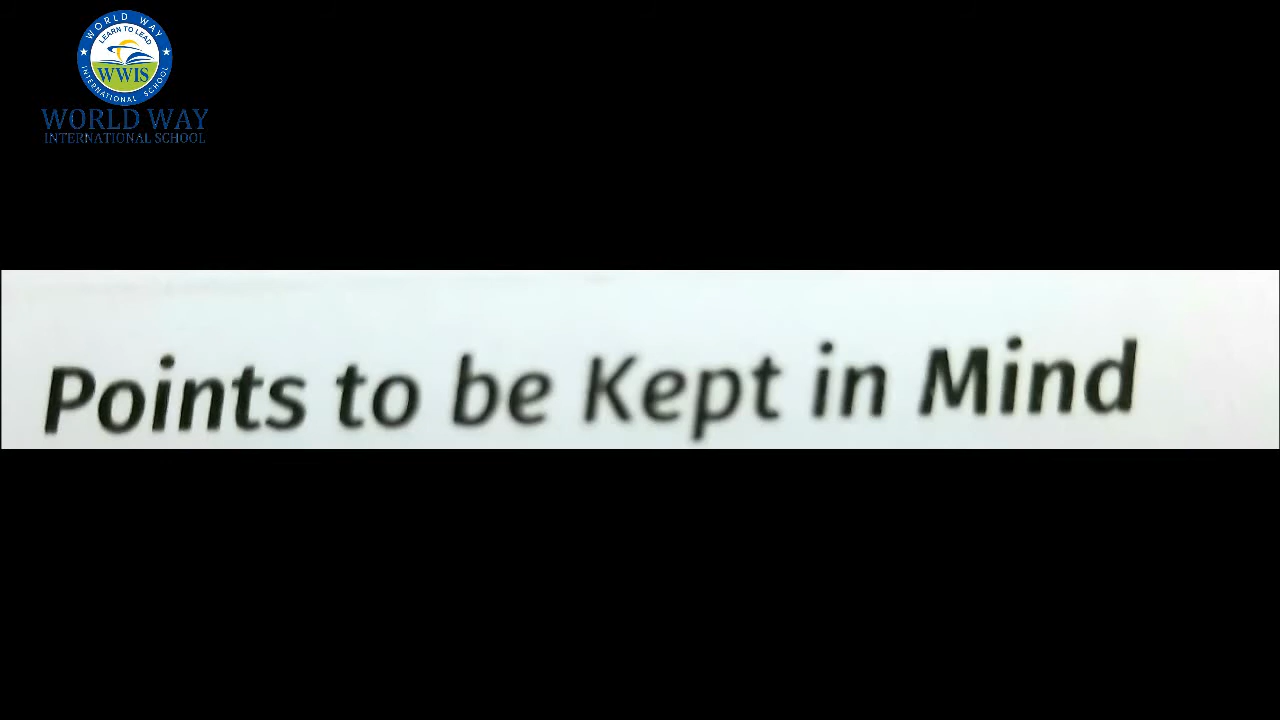 WORLD WAY
LEARN TO LEAD
WWIS
INTERNATIONAL SCHOOL
WORLD WAY
INTERNATIONAL SCHOOL
Points to be Kept in Mind